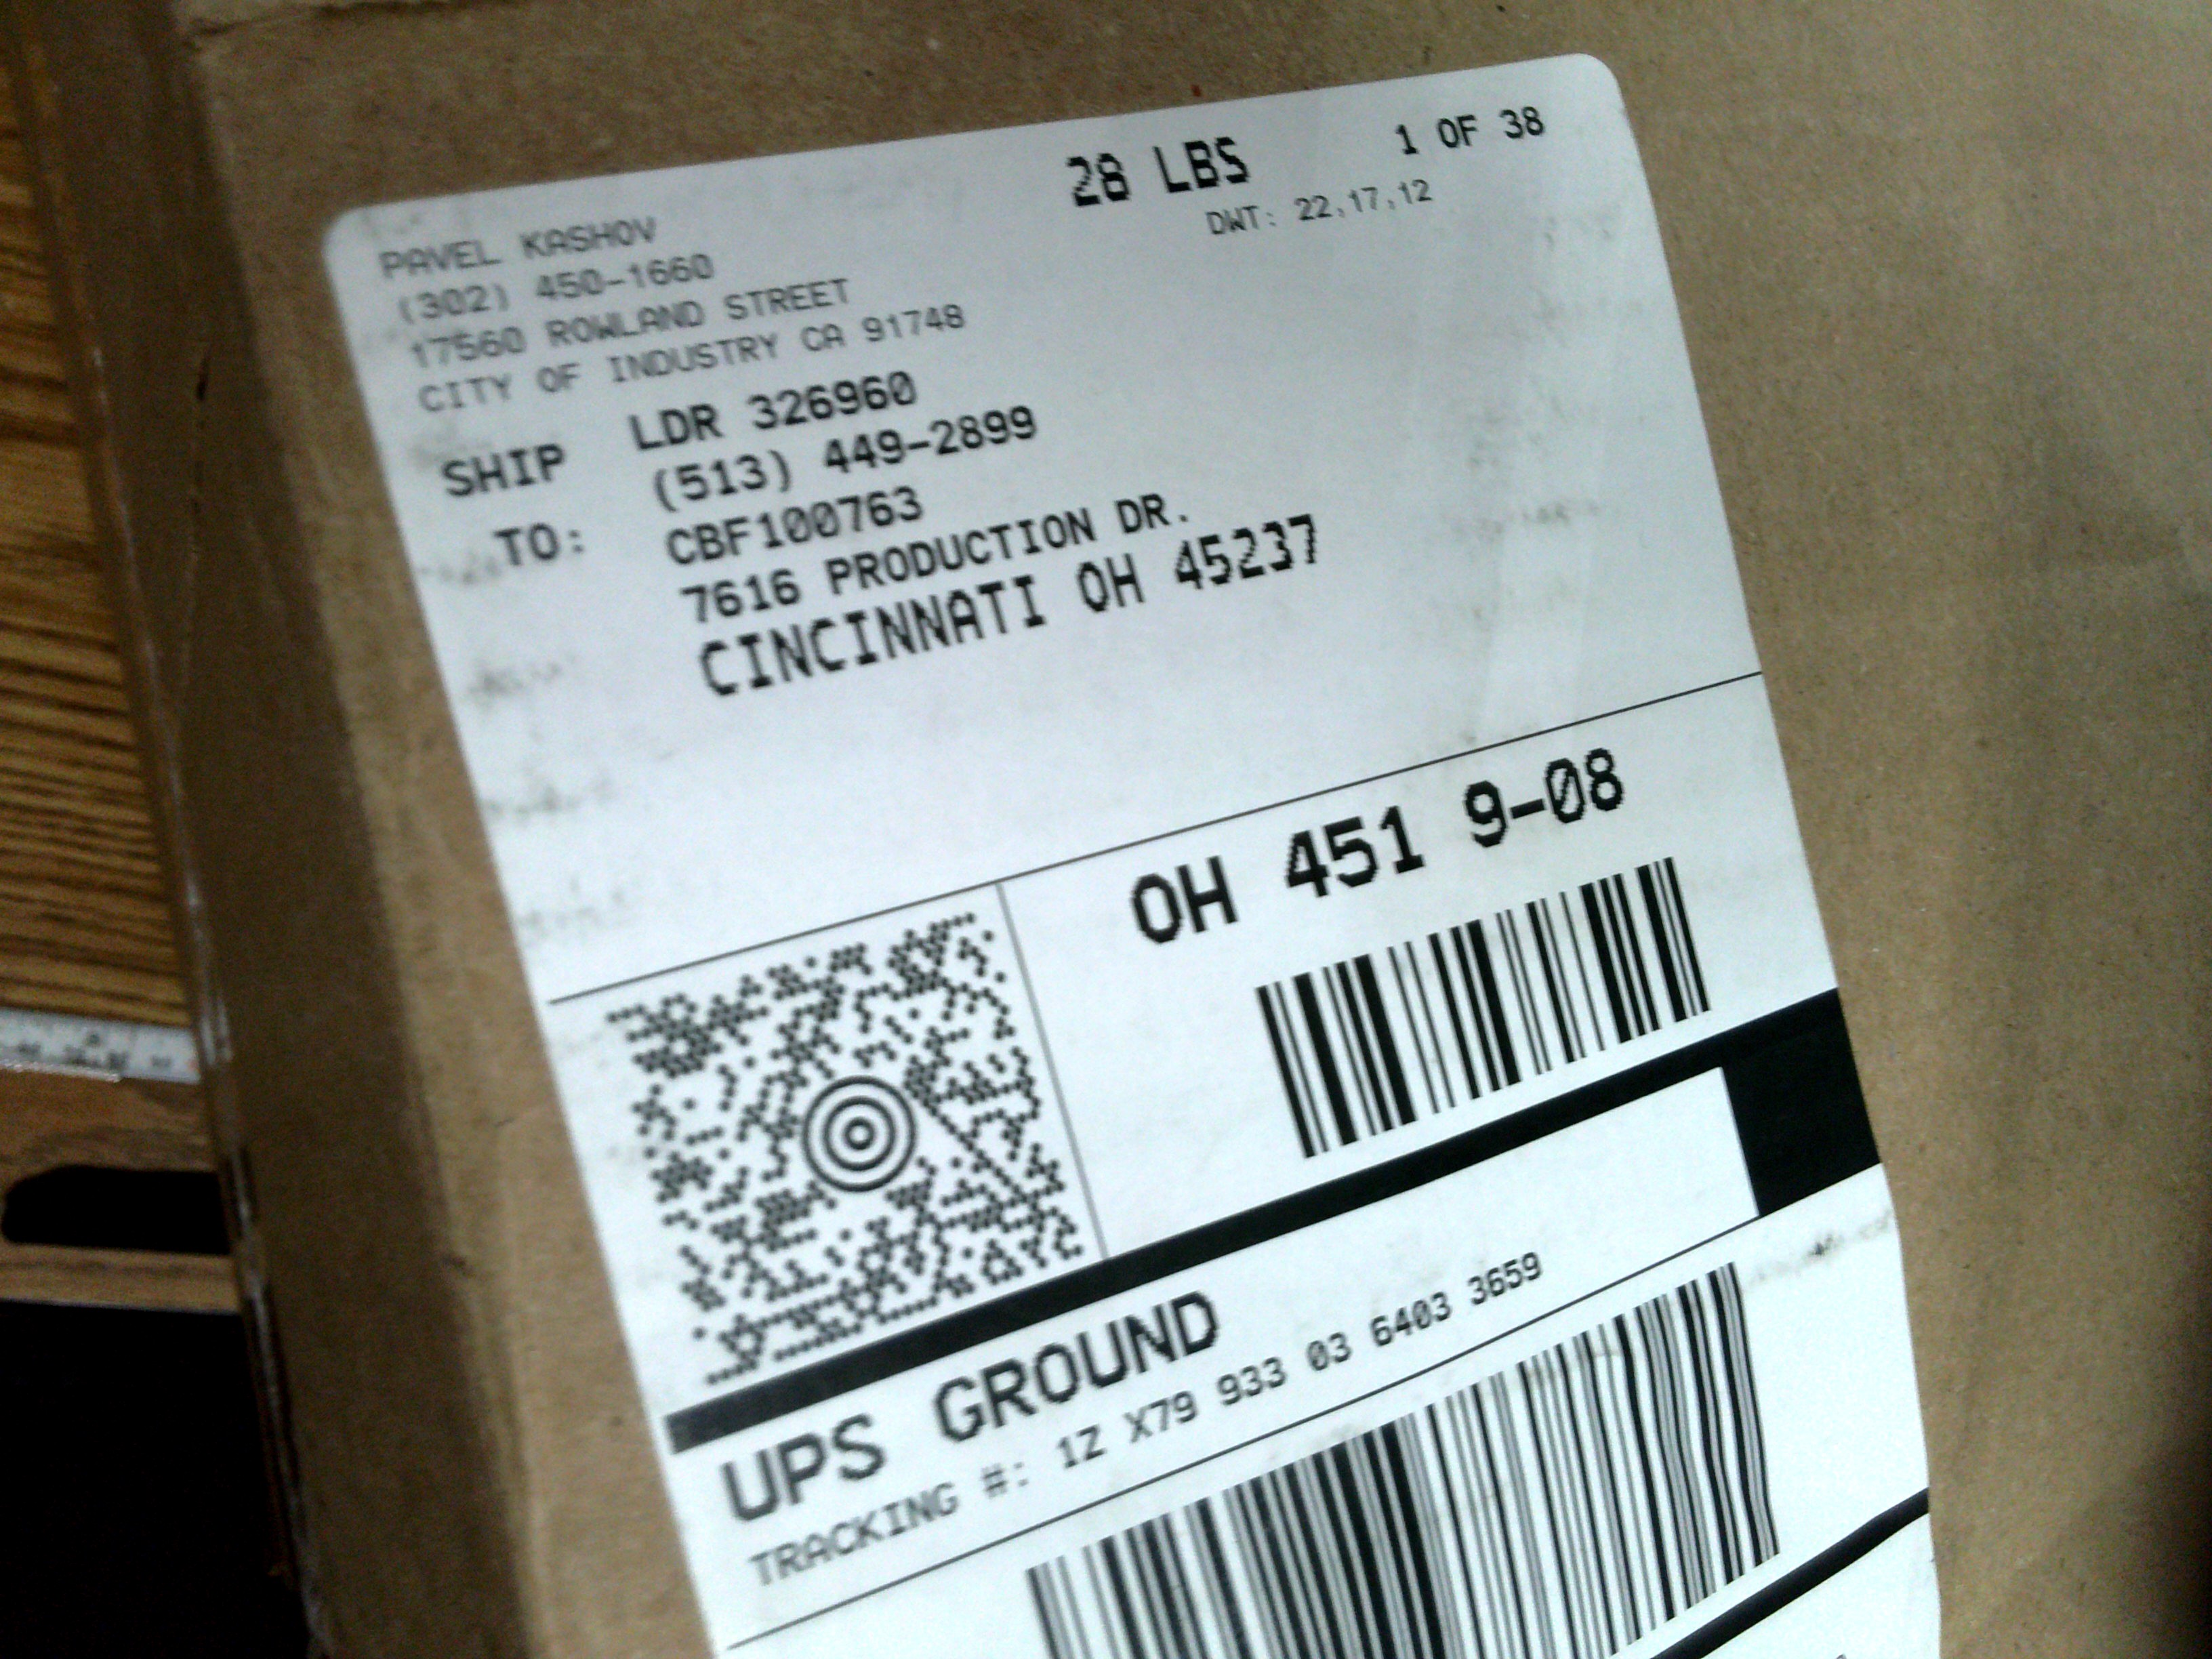 28 LBS 1 OF 38
DWT: 22,17,12
PAVEL KASHOV
(302) 450-1660
17560 ROWLAND STREET
CITY OF INDUSTRY CA 91748
SHIP TO:
LDR 326960
(513) 449-2899
CBF100763
7616 PRODUCTION DR.
CINCINNATI OH 45237
OH 451 9-08
UPS GROUND
TRACKING #: 1Z X79 933 03 6403 3659